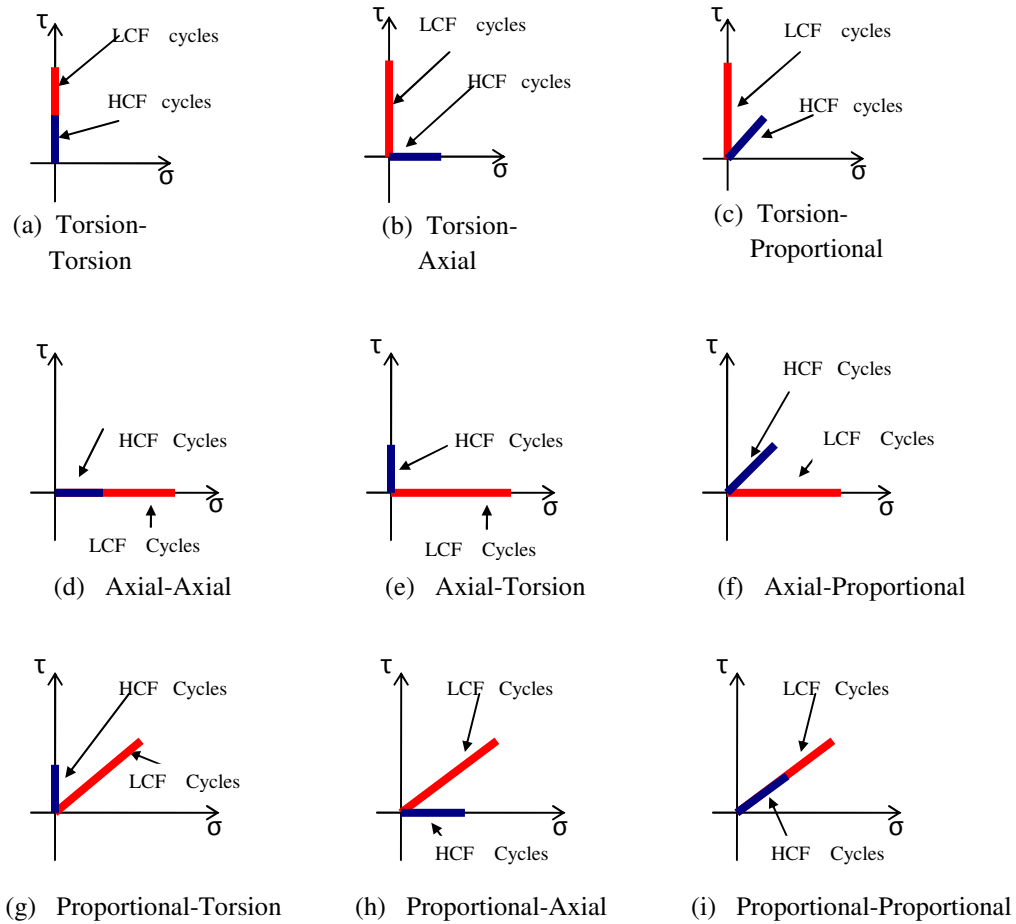 τ
LCF cycles
HCF cycles
σ
(a) Torsion-
Torsion
τ
LCF cycles
HCF cycles
σ
(b) Torsion-
Axial
τ
LCF cycles
HCF cycles
σ
(c) Torsion-
Proportional
τ
HCF Cycles
σ
LCF Cycles
(d) Axial-Axial
τ
HCF Cycles
σ
LCF Cycles
(e) Axial-Torsion
τ
HCF Cycles
LCF Cycles
σ
(f) Axial-Proportional
τ
HCF Cycles
LCF Cycles
σ
(g) Proportional-Torsion
τ
LCF Cycles
σ
HCF Cycles
(h) Proportional-Axial
τ
LCF Cycles
σ
HCF Cycles
(i) Proportional-Proportional